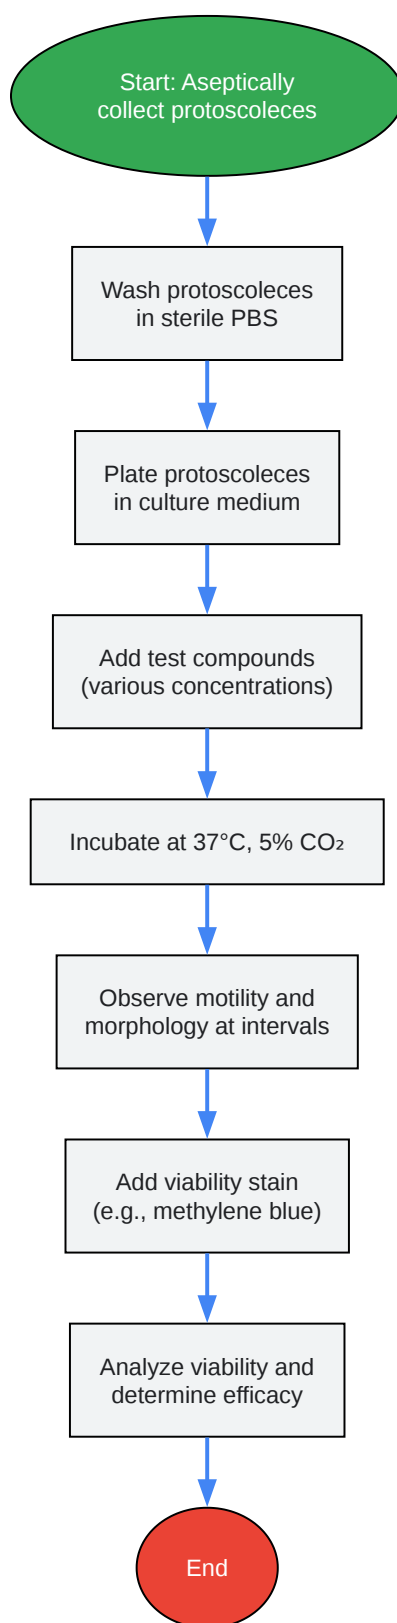 Start: Aseptically
collect protoscoleces
Wash protoscoleces
in sterile PBS
Plate protoscoleces
in culture medium
Add test compounds
(various concentrations)
Incubate at 37°C, 5% CO₂
Observe motility and
morphology at intervals
Add viability stain
(e.g., methylene blue)
Analyze viability and
determine efficacy
End